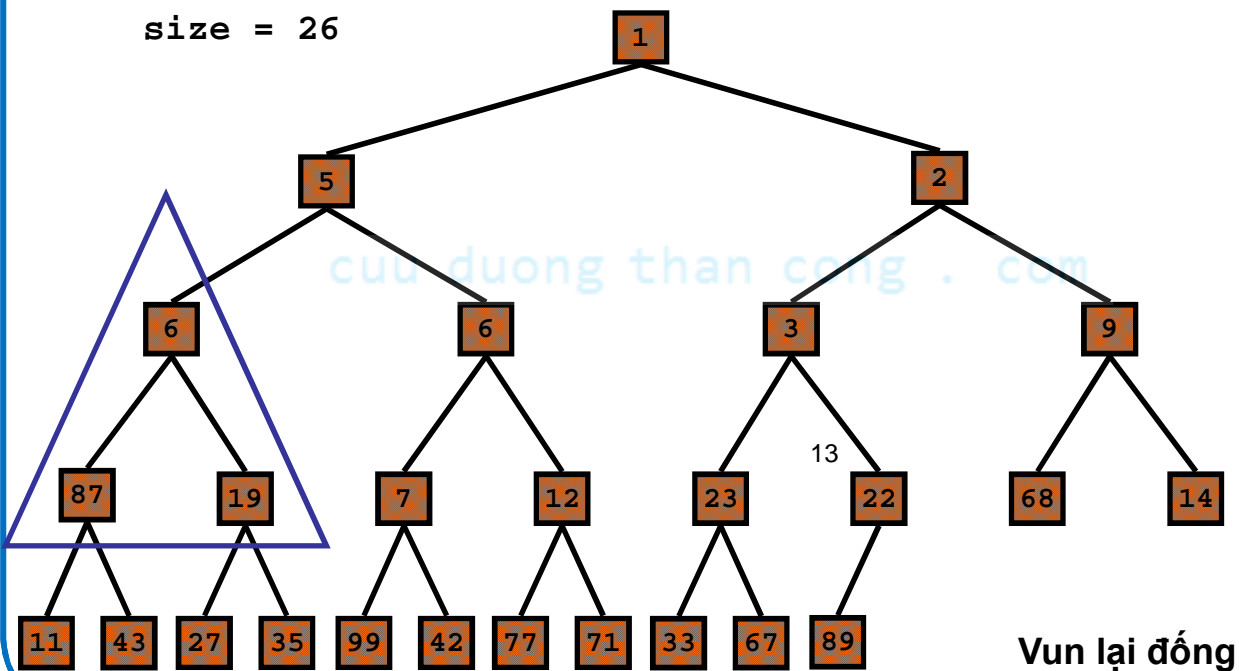 size = 26
1
5 2
cuu duong than cong . com
6 6 3 9
13
87 19 7 12 23 22 68 14
11 43 27 35 99 42 77 71 33 67 89
Vun lại đống